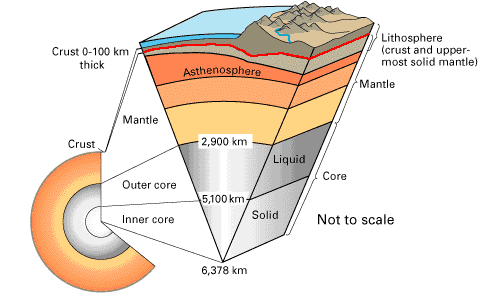 Crust 0-100 km
thick
Lithosphere
(crust and upper-
most solid mantle)
Asthenosphere
Mantle
Mantle
Crust
2,900 km
Liquid
Core
Outer core
5,100 km
Inner core
Solid
Not to scale
6,378 km